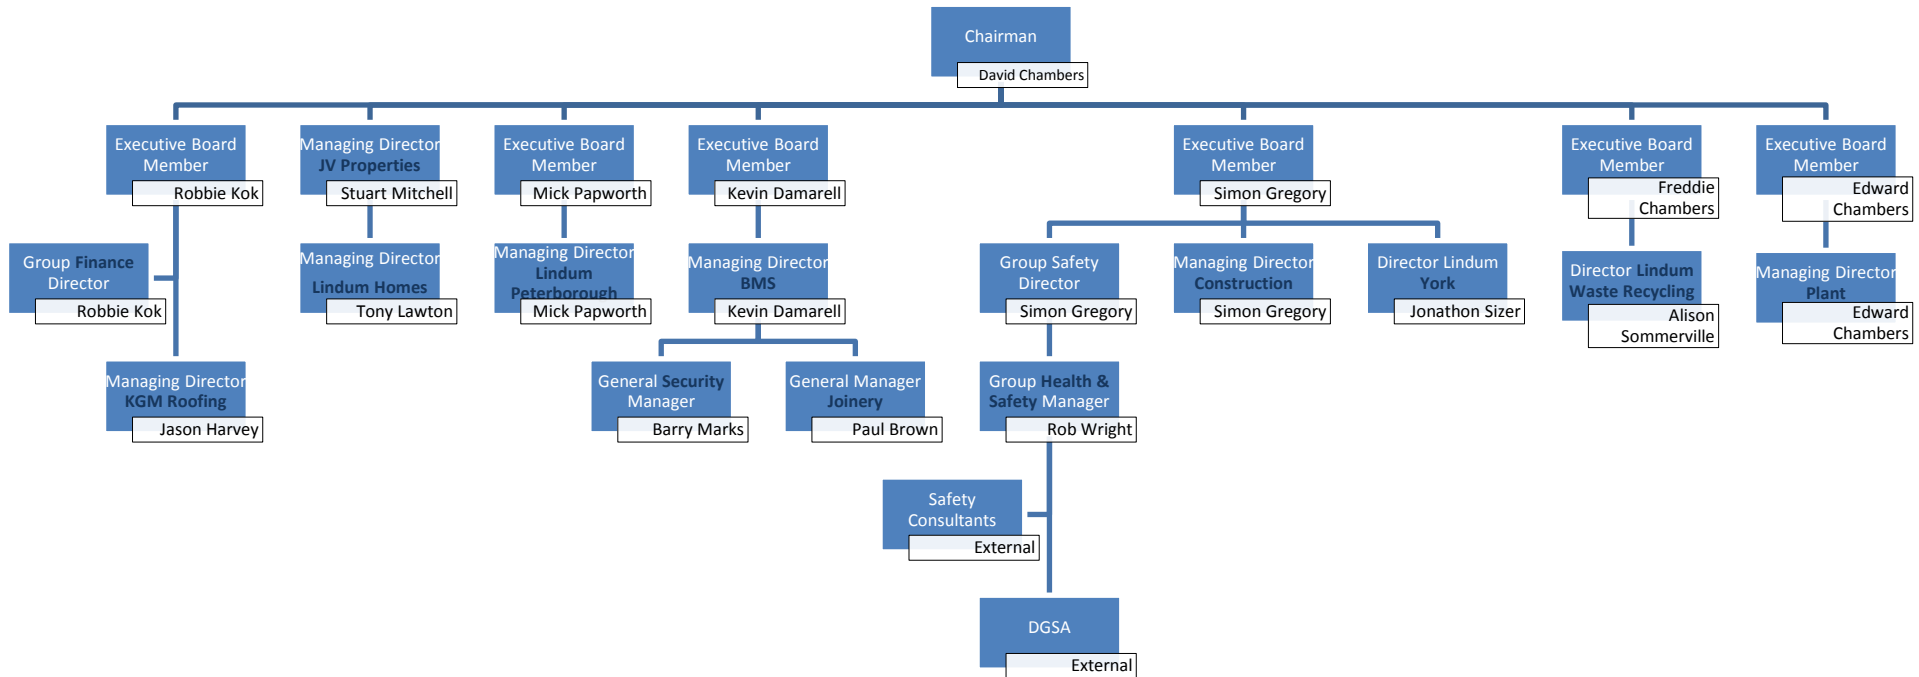 Chairman
David Chambers
Executive Board
Member
Robbie Kok
Managing Director
JV Properties
Stuart Mitchell
Executive Board
Member
Mick Papworth
Executive Board
Member
Kevin Damarell
Executive Board
Member
Simon Gregory
Executive Board
Member
Freddie
Chambers
Executive Board
Member
Edward
Chambers
Group Finance
Director
Robbie Kok
Managing Director
Lindum Homes
Tony Lawton
Managing Director
Lindum
Peterborough
Mick Papworth
Managing Director
BMS
Kevin Damarell
Group Safety
Director
Simon Gregory
Managing Director
Construction
Simon Gregory
Director Lindum
York
Jonathon Sizer
Director Lindum
Waste Recycling
Alison
Sommerville
Managing Director
Plant
Edward
Chambers
Managing Director
KGM Roofing
Jason Harvey
General Security
Manager
Barry Marks
General Manager
Joinery
Paul Brown
Group Health &
Safety Manager
Rob Wright
Safety
Consultants
External
DGSA
External